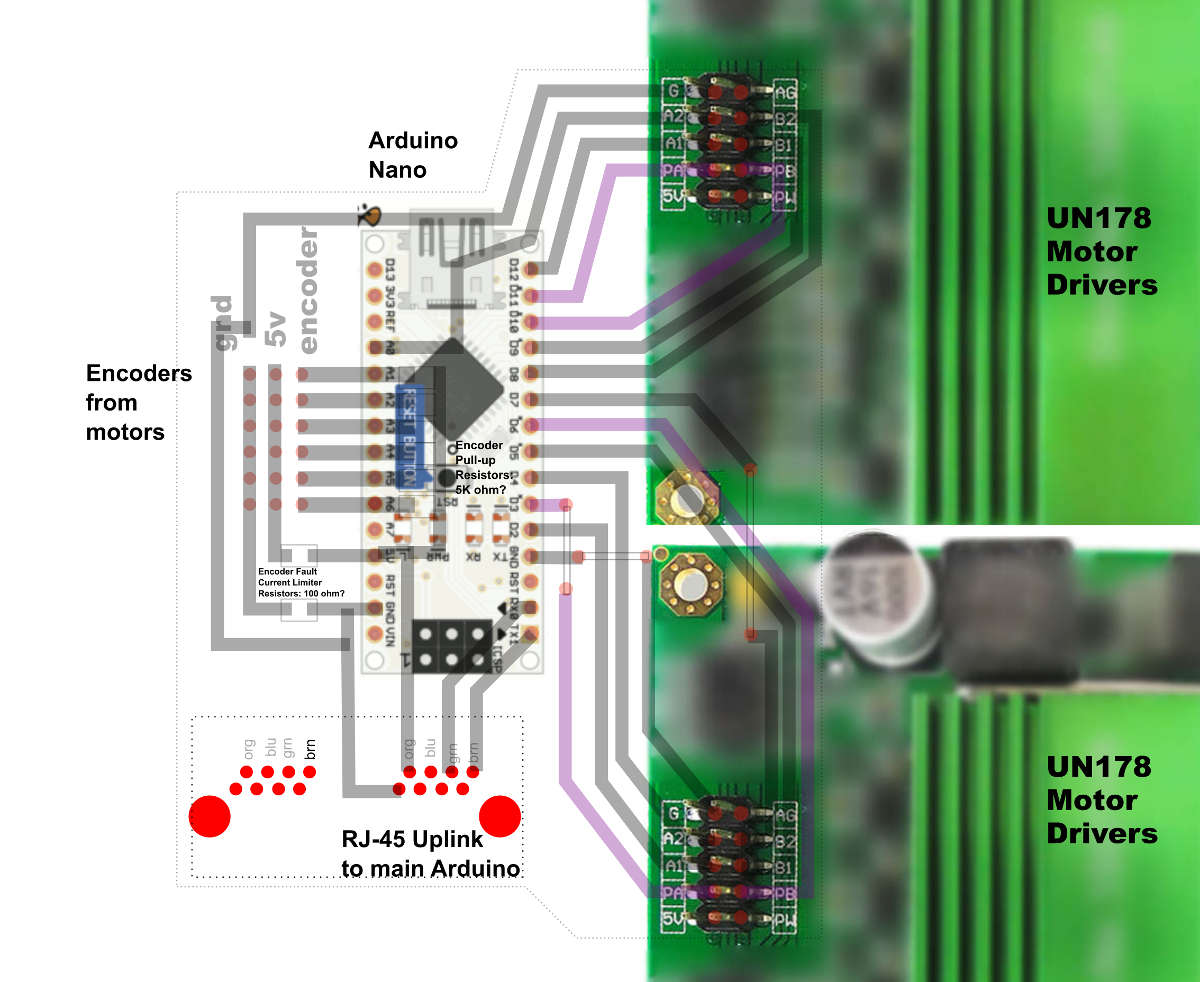 Arduino
Nano
G
AG
A2
B2
A1
B1
PA
PB
5V
PW
UN178
Motor
Drivers
gnd
5v
encoder
Encoders
from
motors
D13
3V3
REF
A0
A1
A2
A3
A4
A5
A6
A7
5V
RST
GND
VIN
D12
D11
D10
D9
D8
D7
D6
D5
D4
D3
D2
GND
RST
RX0
TX1
RESET BUTTON
Encoder
Pull-up
Resistors:
5K ohm?
RST
L
PWR
RX
TX
Encoder Fault
Current Limiter
Resistors: 100 ohm?
ICSP
1
org
blu
grn
brn
org
blu
grn
brn
RJ-45 Uplink
to main Arduino
G
AG
A2
B2
A1
B1
PA
PB
5V
PW
UN178
Motor
Drivers